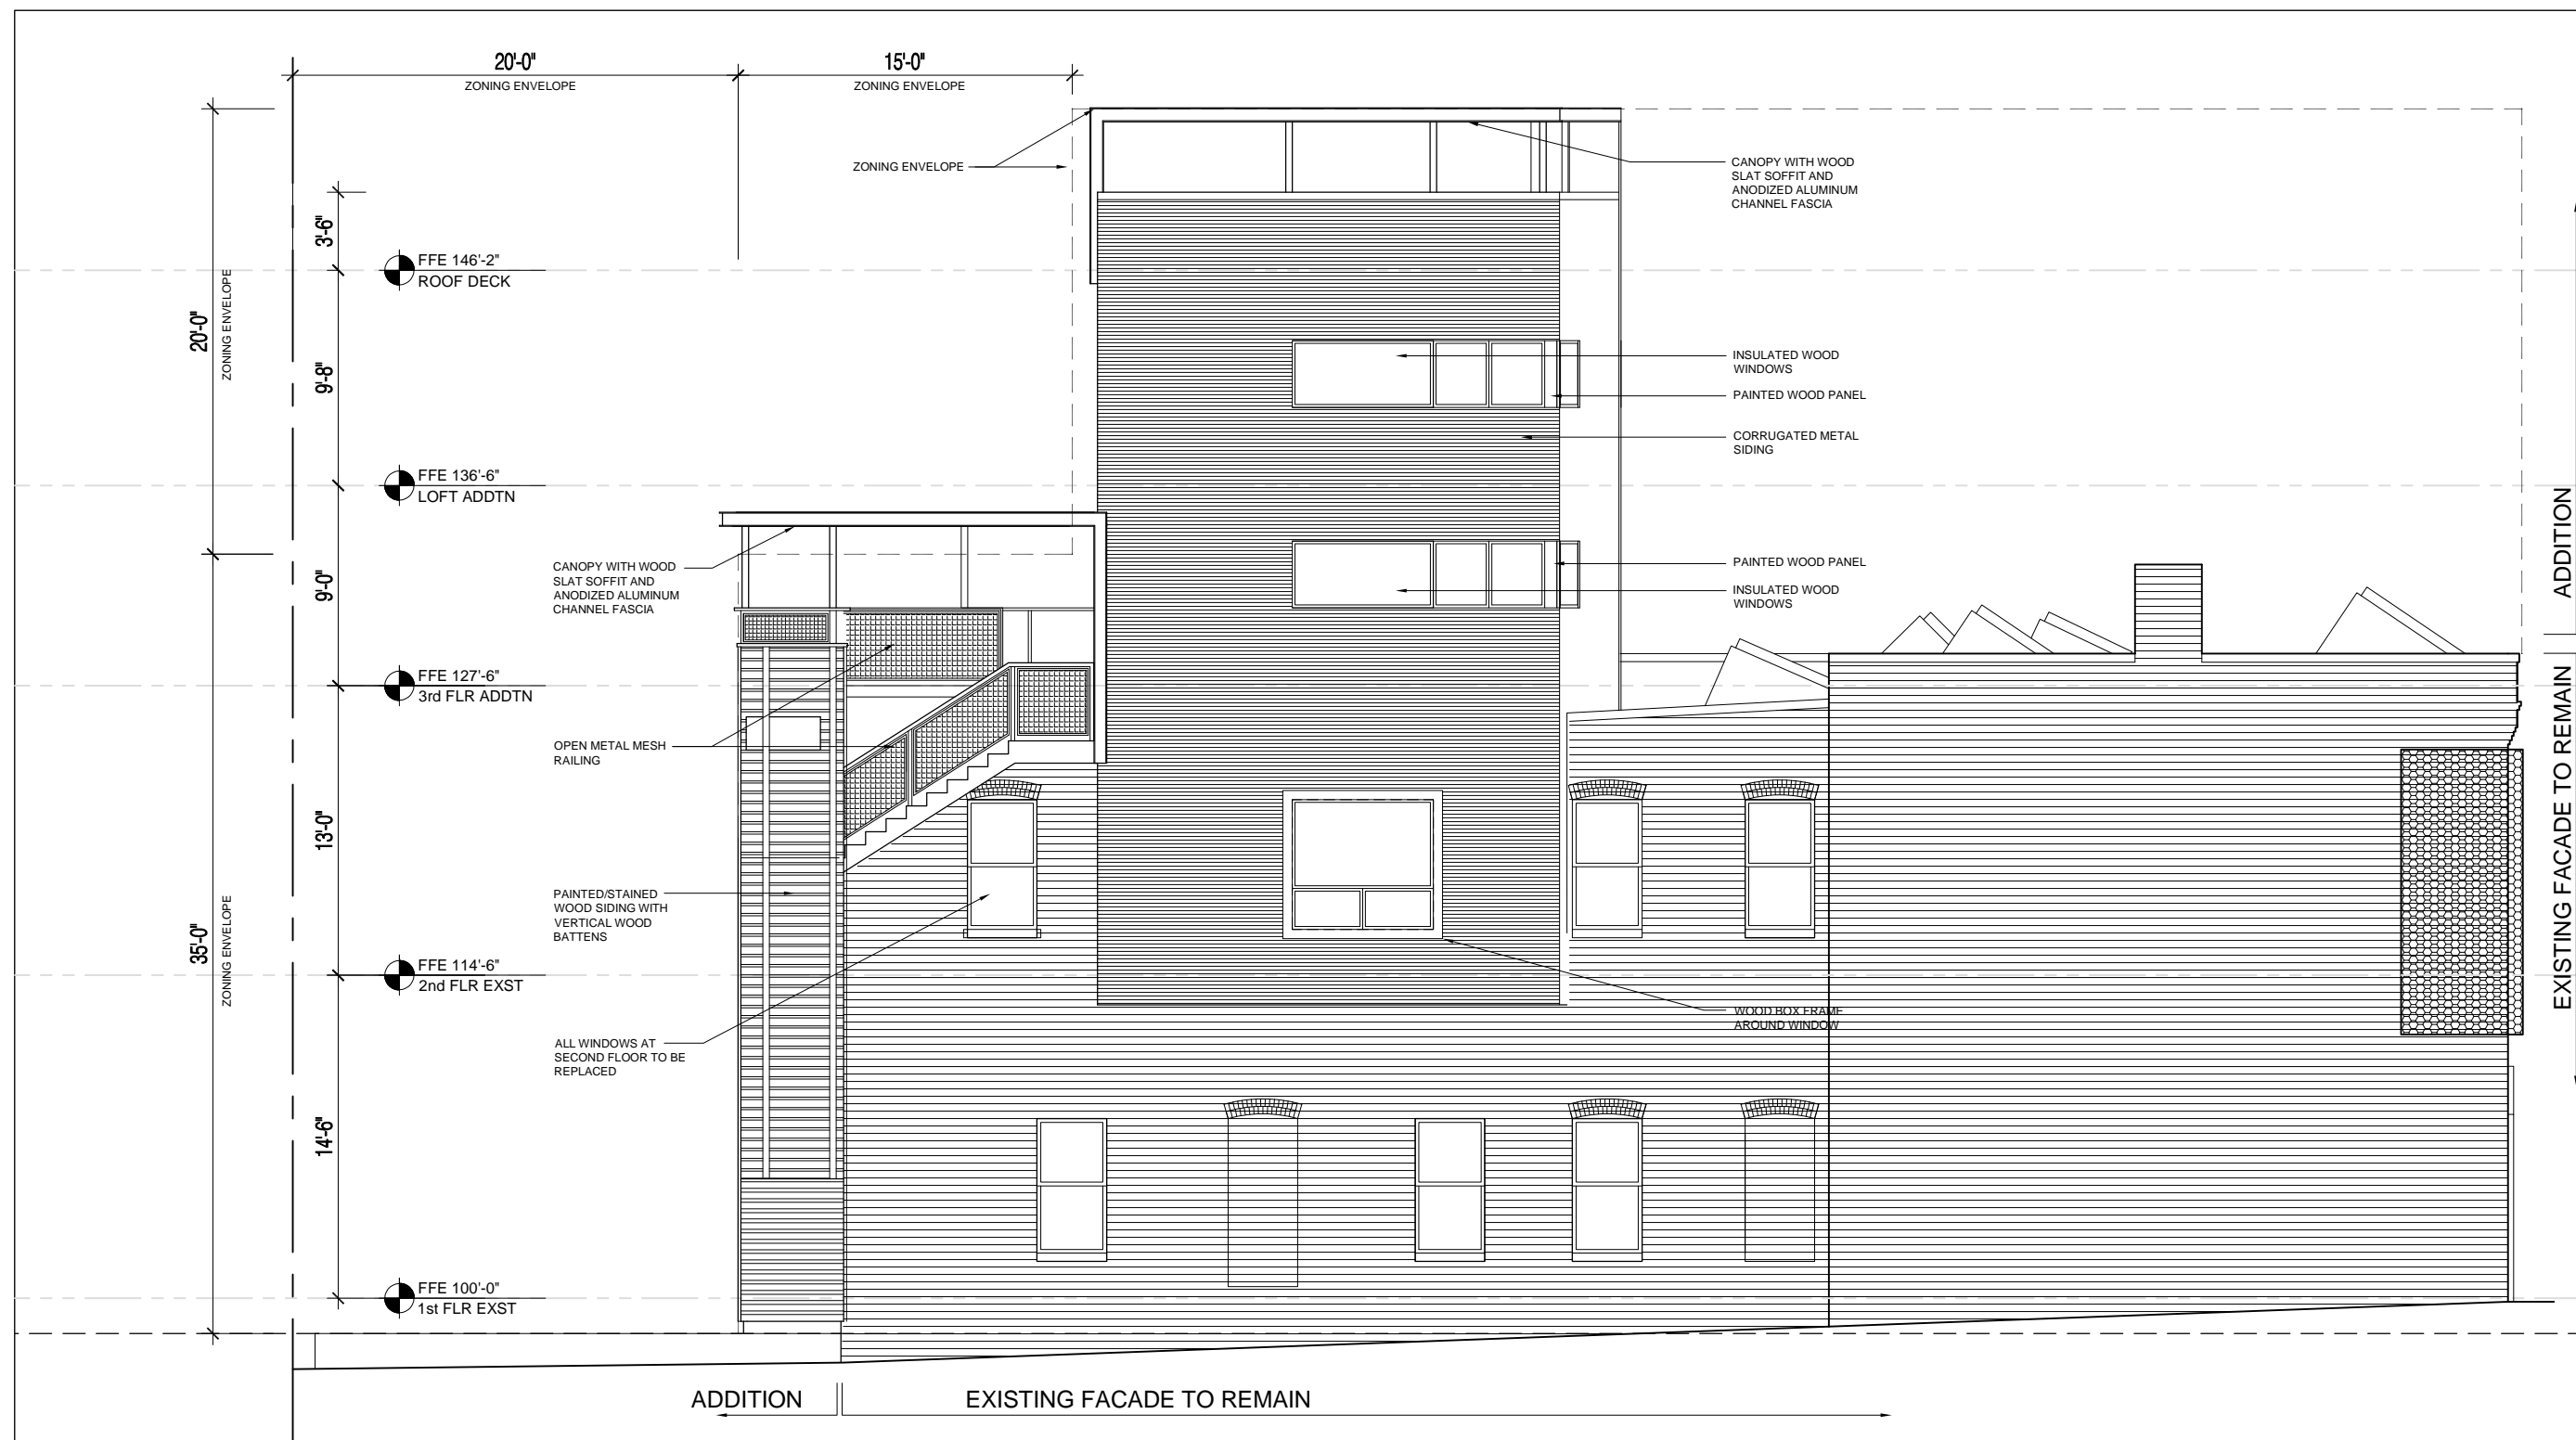 20'-0"
ZONING ENVELOPE
15'-0"
ZONING ENVELOPE
ZONING ENVELOPE
CANOPY WITH WOOD
SLAT SOFFIT AND
ANODIZED ALUMINUM
CHANNEL FASCIA
3'-6"
FFE 146'-2"
ROOF DECK
20'-0"
ZONING ENVELOPE
9'-8"
INSULATED WOOD
WINDOWS
PAINTED WOOD PANEL
CORRUGATED METAL
SIDING
FFE 136'-6"
LOFT ADDTN
9'-0"
CANOPY WITH WOOD
SLAT SOFFIT AND
ANODIZED ALUMINUM
CHANNEL FASCIA
PAINTED WOOD PANEL
INSULATED WOOD
WINDOWS
ADDITION
FFE 127'-6"
3rd FLR ADDTN
OPEN METAL MESH
RAILING
13'-0"
EXISTING FACADE TO REMAIN
PAINTED/STAINED
WOOD SIDING WITH
VERTICAL WOOD
BATTENS
35'-0"
ZONING ENVELOPE
FFE 114'-6"
2nd FLR EXST
WOOD BOX FRAME
AROUND WINDOW
ALL WINDOWS AT
SECOND FLOOR TO BE
REPLACED
14'-6"
FFE 100'-0"
1st FLR EXST
ADDITION
EXISTING FACADE TO REMAIN